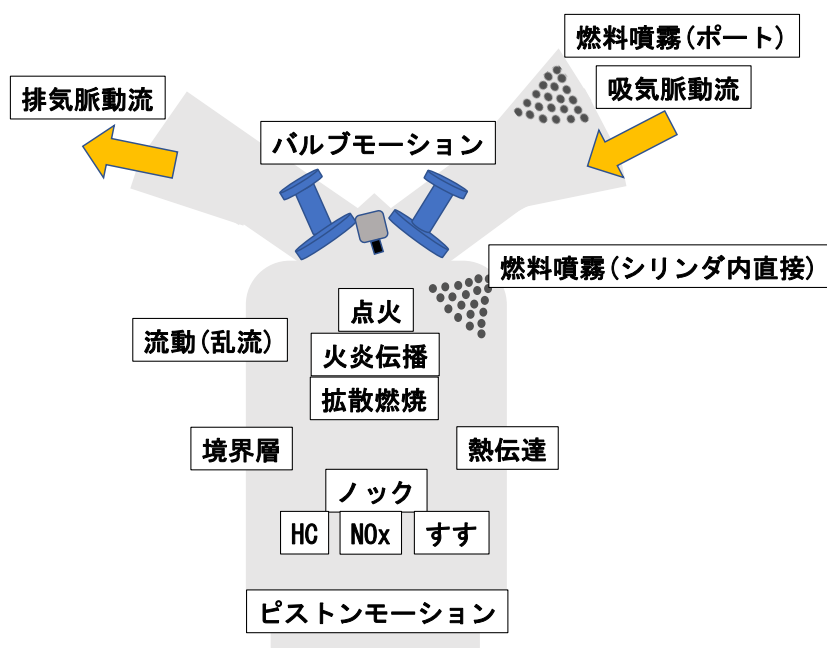 燃料噴霧(ポート)
吸気脈動流
排気脈動流
バルブモーション
燃料噴霧(シリンダ内直接)
点火
流動(乱流)
火炎伝播
拡散燃焼
境界層
熱伝達
ノック
HC NOx すす
ピストンモーション